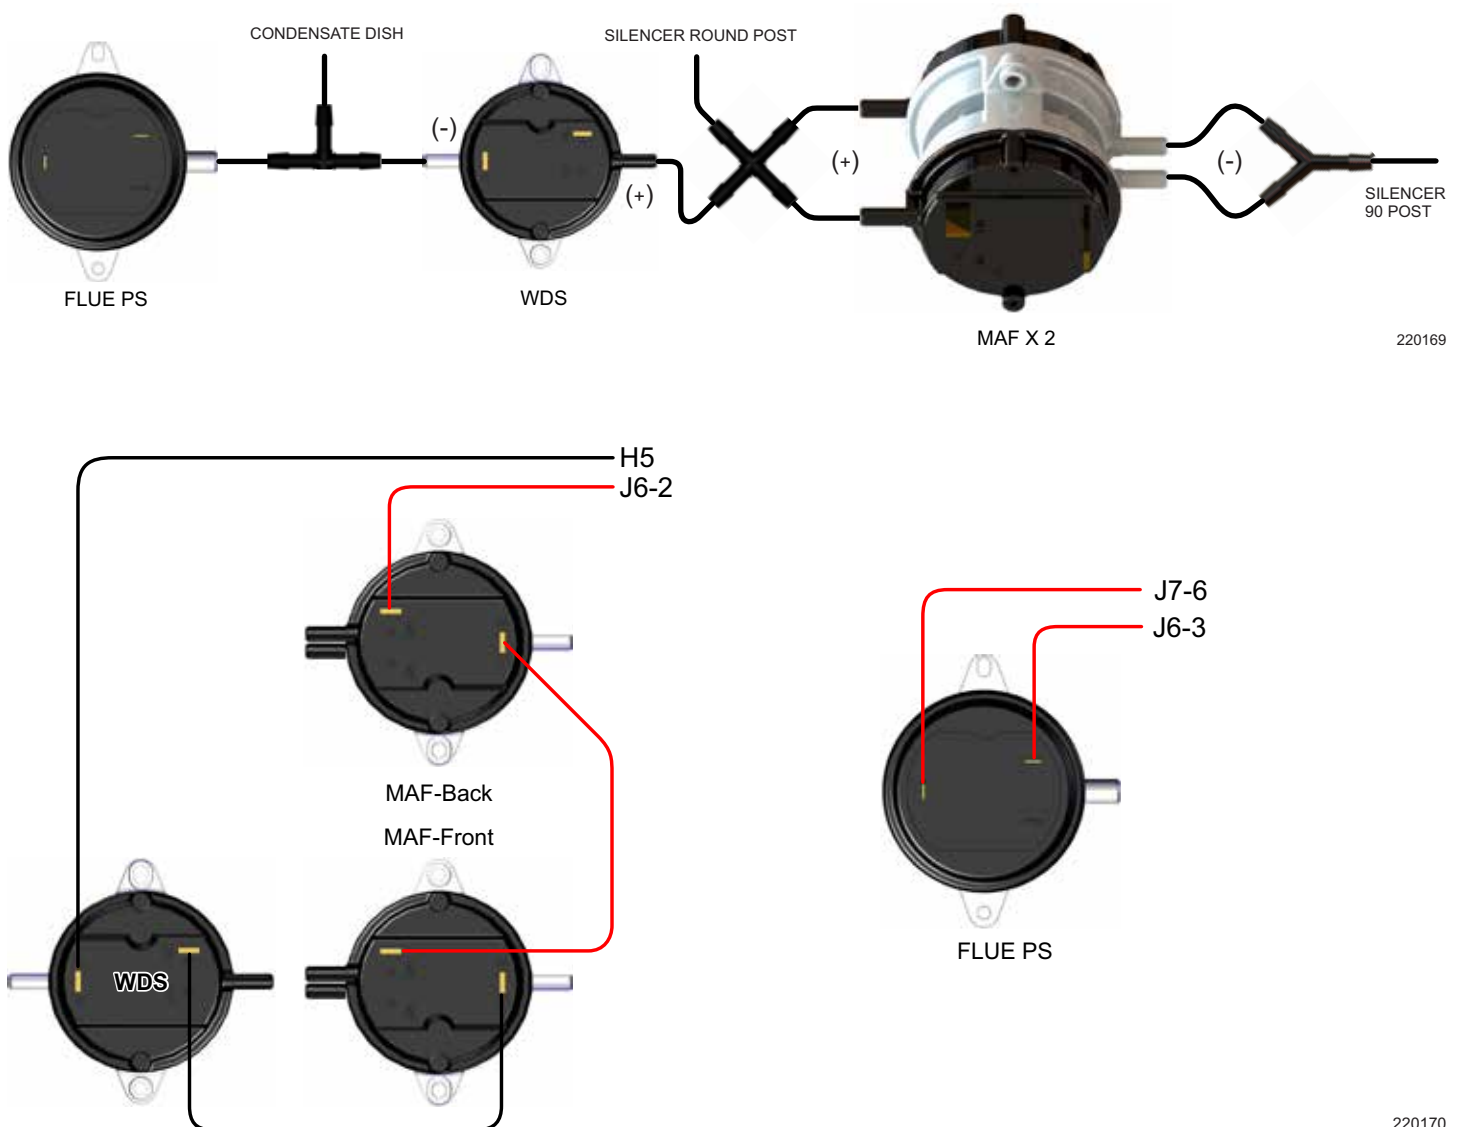 CONDENSATE DISH
SILENCER ROUND POST
(-)
(+)
(+)
(-)
SILENCER
90 POST
FLUE PS
WDS
MAF X 2
220169
H5
J6-2
J7-6
J6-3
MAF-Back
MAF-Front
WDS
FLUE PS
220170